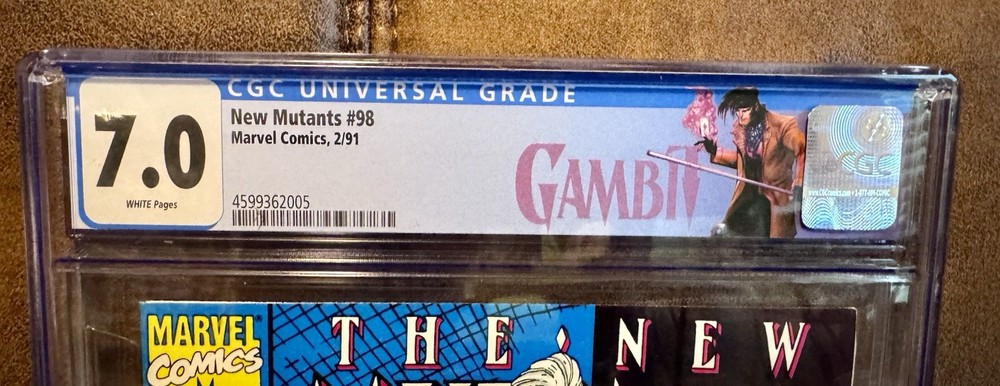 CGC UNIVERSAL GRADE
7.0
WHITE Pages
New Mutants #98
Marvel Comics, 2/91
4599362005
GAMBIT
CGC
MARVEL
COMICS
THE NEW